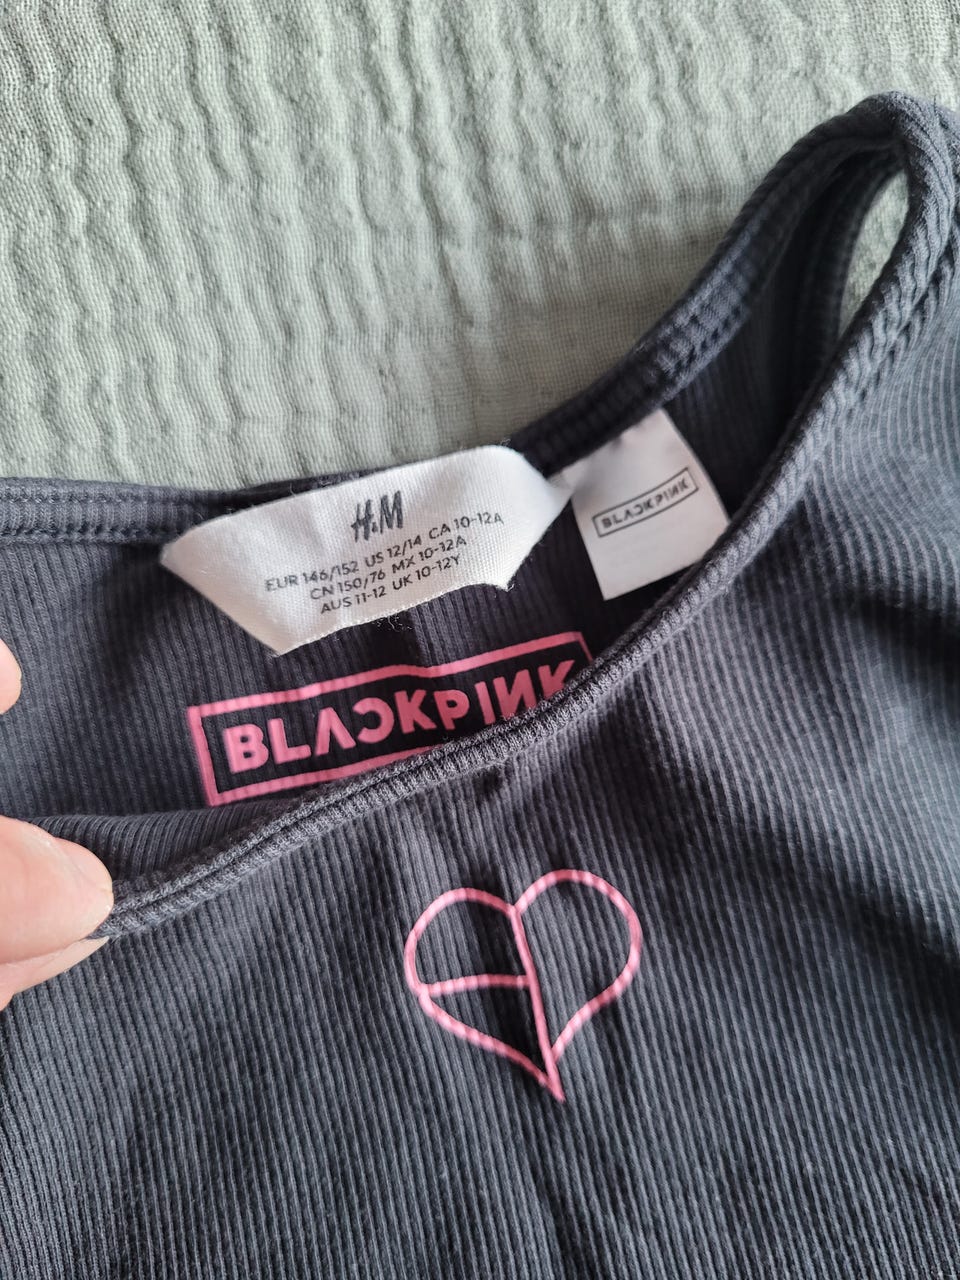 H&M
EUR 146/152 US 12/14 CA 10-12A
CN 150/76 MX 10-12A
AUS 11-12 UK 10-12Y
BLACKPINK
BLACKPINK